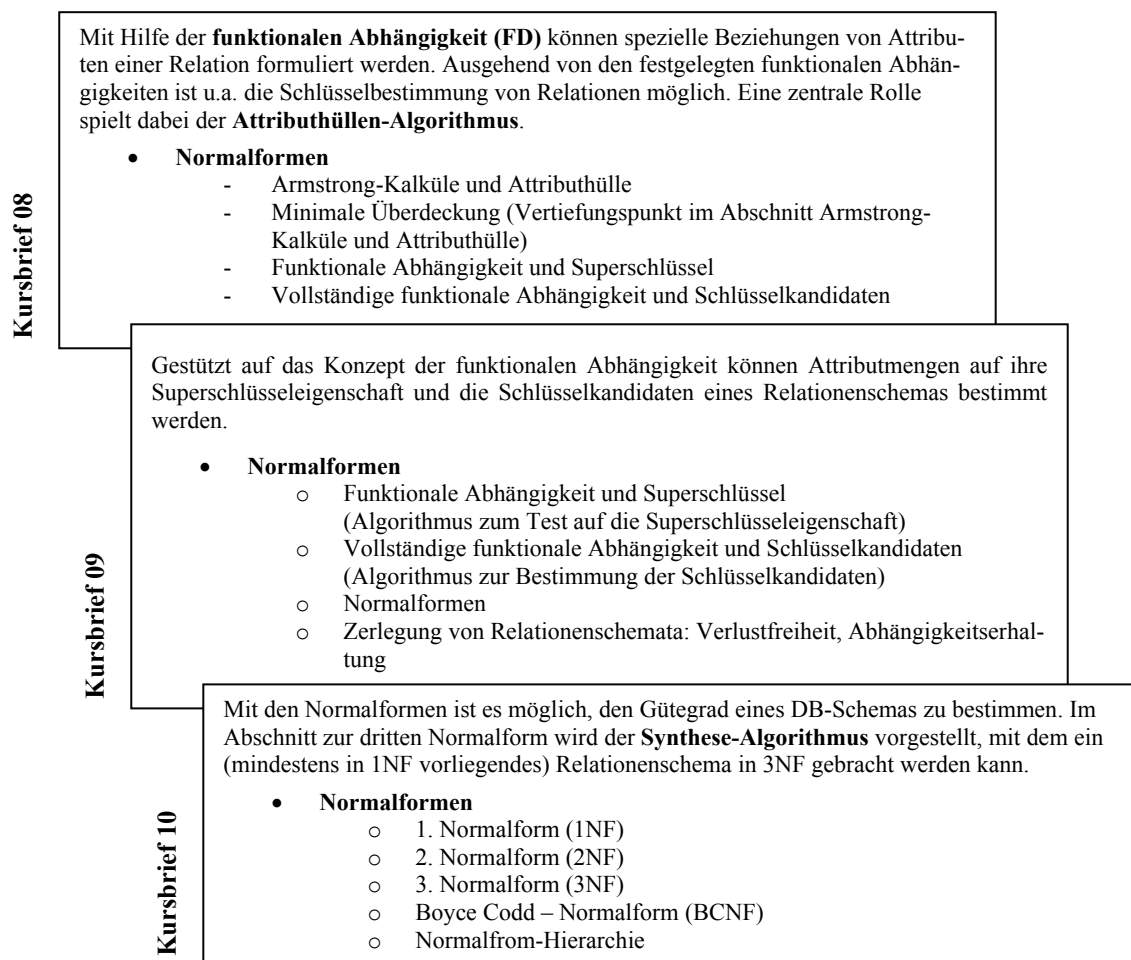 Mit Hilfe der funktionalen Abhängigkeit (FD) können spezielle Beziehungen von Attribu-
ten einer Relation formuliert werden. Ausgehend von den festgelegten funktionalen Abhän-
gigkeiten ist u.a. die Schlüsselbestimmung von Relationen möglich. Eine zentrale Rolle
spielt dabei der Attributhüllen-Algorithmus.
• Normalformen
- Armstrong-Kalküle und Attributhülle
- Minimale Überdeckung (Vertiefungspunkt im Abschnitt Armstrong-
Kalküle und Attributhülle)
- Funktionale Abhängigkeit und Superschlüssel
- Vollständige funktionale Abhängigkeit und Schlüsselkandidaten
Kursbrief 08
Gestützt auf das Konzept der funktionalen Abhängigkeit können Attributmengen auf ihre
Superschlüsseleigenschaft und die Schlüsselkandidaten eines Relationenschemas bestimmt
werden.
• Normalformen
o Funktionale Abhängigkeit und Superschlüssel
(Algorithmus zum Test auf die Superschlüsseleigenschaft)
o Vollständige funktionale Abhängigkeit und Schlüsselkandidaten
(Algorithmus zur Bestimmung der Schlüsselkandidaten)
o Normalformen
o Zerlegung von Relationenschemata: Verlustfreiheit, Abhängigkeitserhal-
tung
Kursbrief 09
Mit den Normalformen ist es möglich, den Gütegrad eines DB-Schemas zu bestimmen. Im
Abschnitt zur dritten Normalform wird der Synthese-Algorithmus vorgestellt, mit dem ein
(mindestens in 1NF vorliegendes) Relationenschema in 3NF gebracht werden kann.
• Normalformen
o 1. Normalform (1NF)
o 2. Normalform (2NF)
o 3. Normalform (3NF)
o Boyce Codd – Normalform (BCNF)
o Normalfrom-Hierarchie
Kursbrief 10